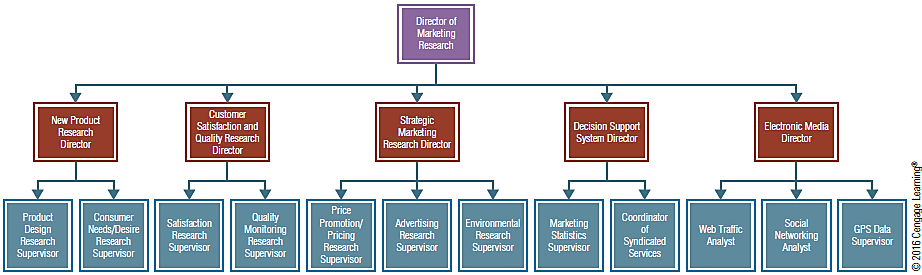 Director of
Marketing
Research
New Product
Research
Director
Customer
Satisfaction and
Quality Research
Director
Strategic
Marketing
Research Director
Decision Support
System Director
Electronic Media
Director
Product
Design Research
Supervisor
Consumer
Needs/Desire
Research
Supervisor
Satisfaction
Research
Supervisor
Quality
Monitoring
Research
Supervisor
Price
Promotion/
Pricing
Research
Supervisor
Advertising
Research
Supervisor
Environmental
Research
Supervisor
Marketing
Statistics
Supervisor
Coordinator
of
Syndicated
Services
Web Traffic
Analyst
Social
Networking
Analyst
GPS Data
Supervisor
© 2016 Cengage Learning®